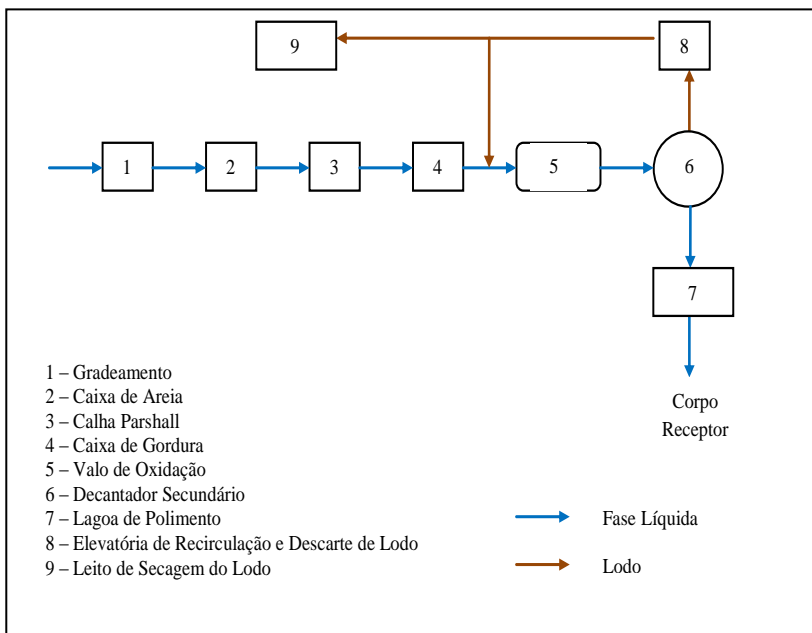 9
8
1
2
3
4
5
6
7
1 – Gradeamento
2 – Caixa de Areia
3 – Calha Parshall
4 – Caixa de Gordura
5 – Valo de Oxidação
6 – Decantador Secundário
7 – Lagoa de Polimento
8 – Elevatória de Recirculação e Descarte de Lodo
9 – Leito de Secagem do Lodo
Corpo
Receptor
Fase Líquida
Lodo